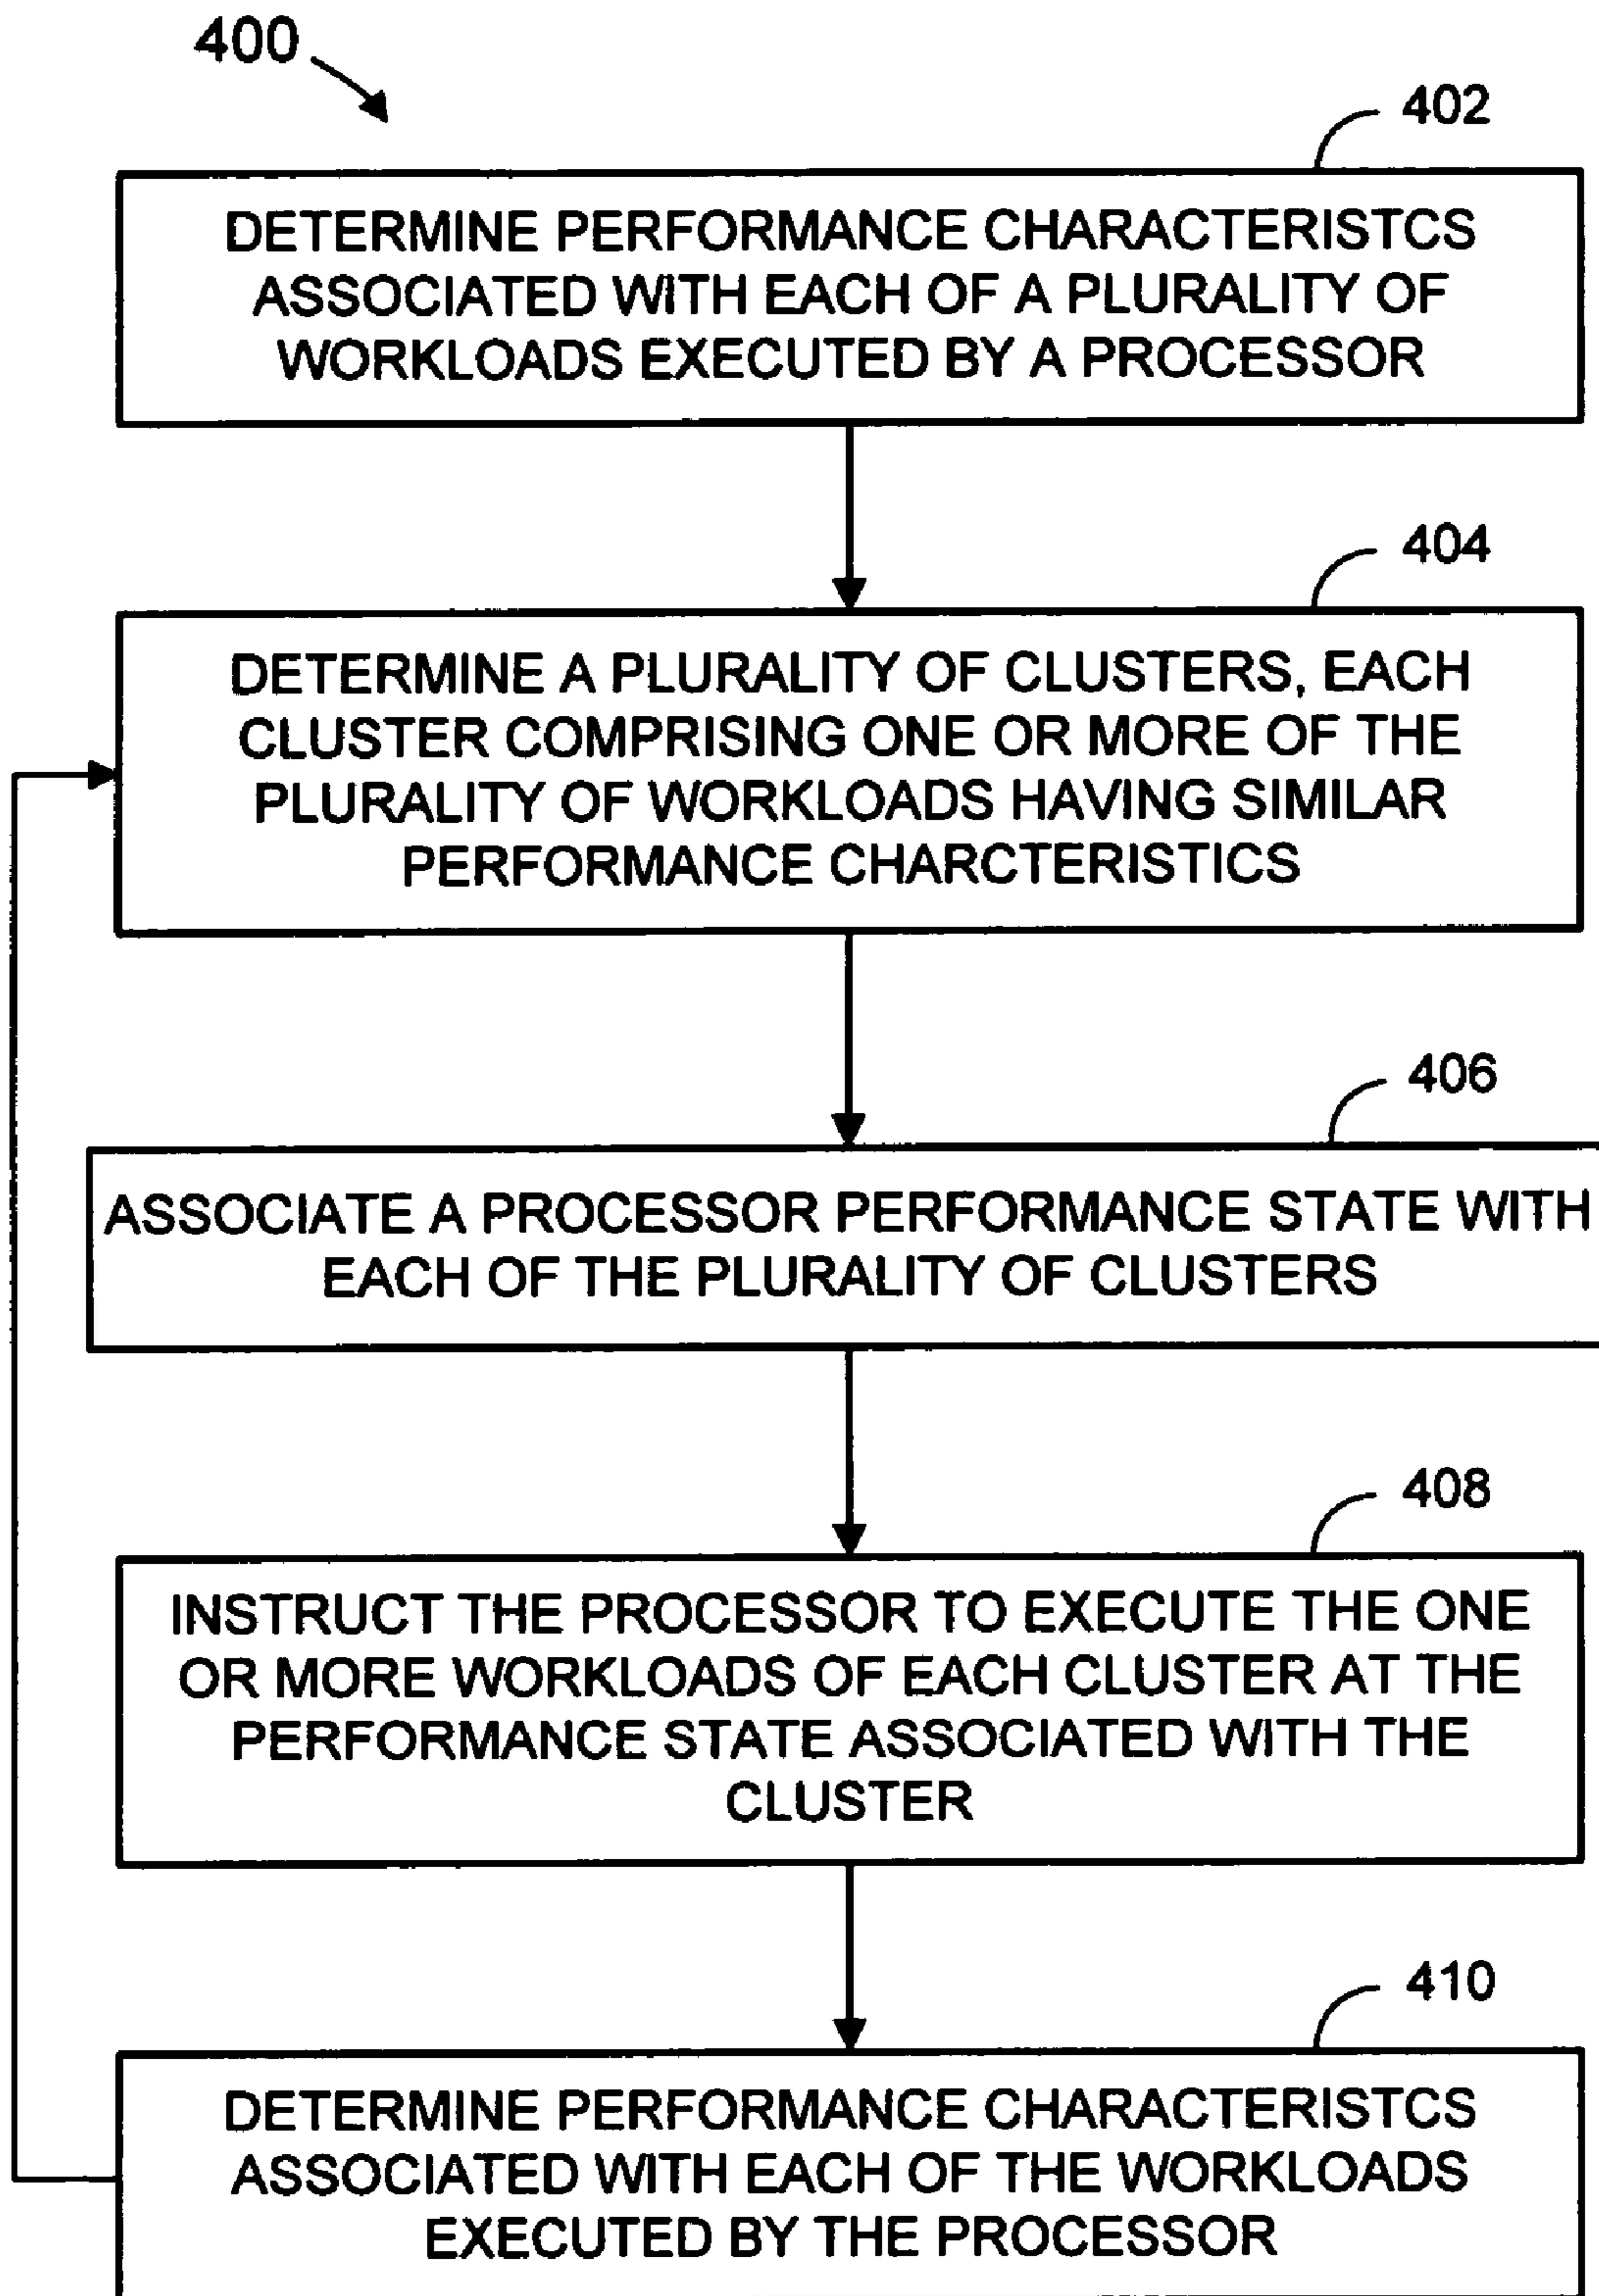 400
402
DETERMINE PERFORMANCE CHARACTERISTCS
ASSOCIATED WITH EACH OF A PLURALITY OF
WORKLOADS EXECUTED BY A PROCESSOR
404
DETERMINE A PLURALITY OF CLUSTERS, EACH
CLUSTER COMPRISING ONE OR MORE OF THE
PLURALITY OF WORKLOADS HAVING SIMILAR
PERFORMANCE CHARCTERISTICS
406
ASSOCIATE A PROCESSOR PERFORMANCE STATE WITH
EACH OF THE PLURALITY OF CLUSTERS
408
INSTRUCT THE PROCESSOR TO EXECUTE THE ONE
OR MORE WORKLOADS OF EACH CLUSTER AT THE
PERFORMANCE STATE ASSOCIATED WITH THE
CLUSTER
410
DETERMINE PERFORMANCE CHARACTERISTCS
ASSOCIATED WITH EACH OF THE WORKLOADS
EXECUTED BY THE PROCESSOR